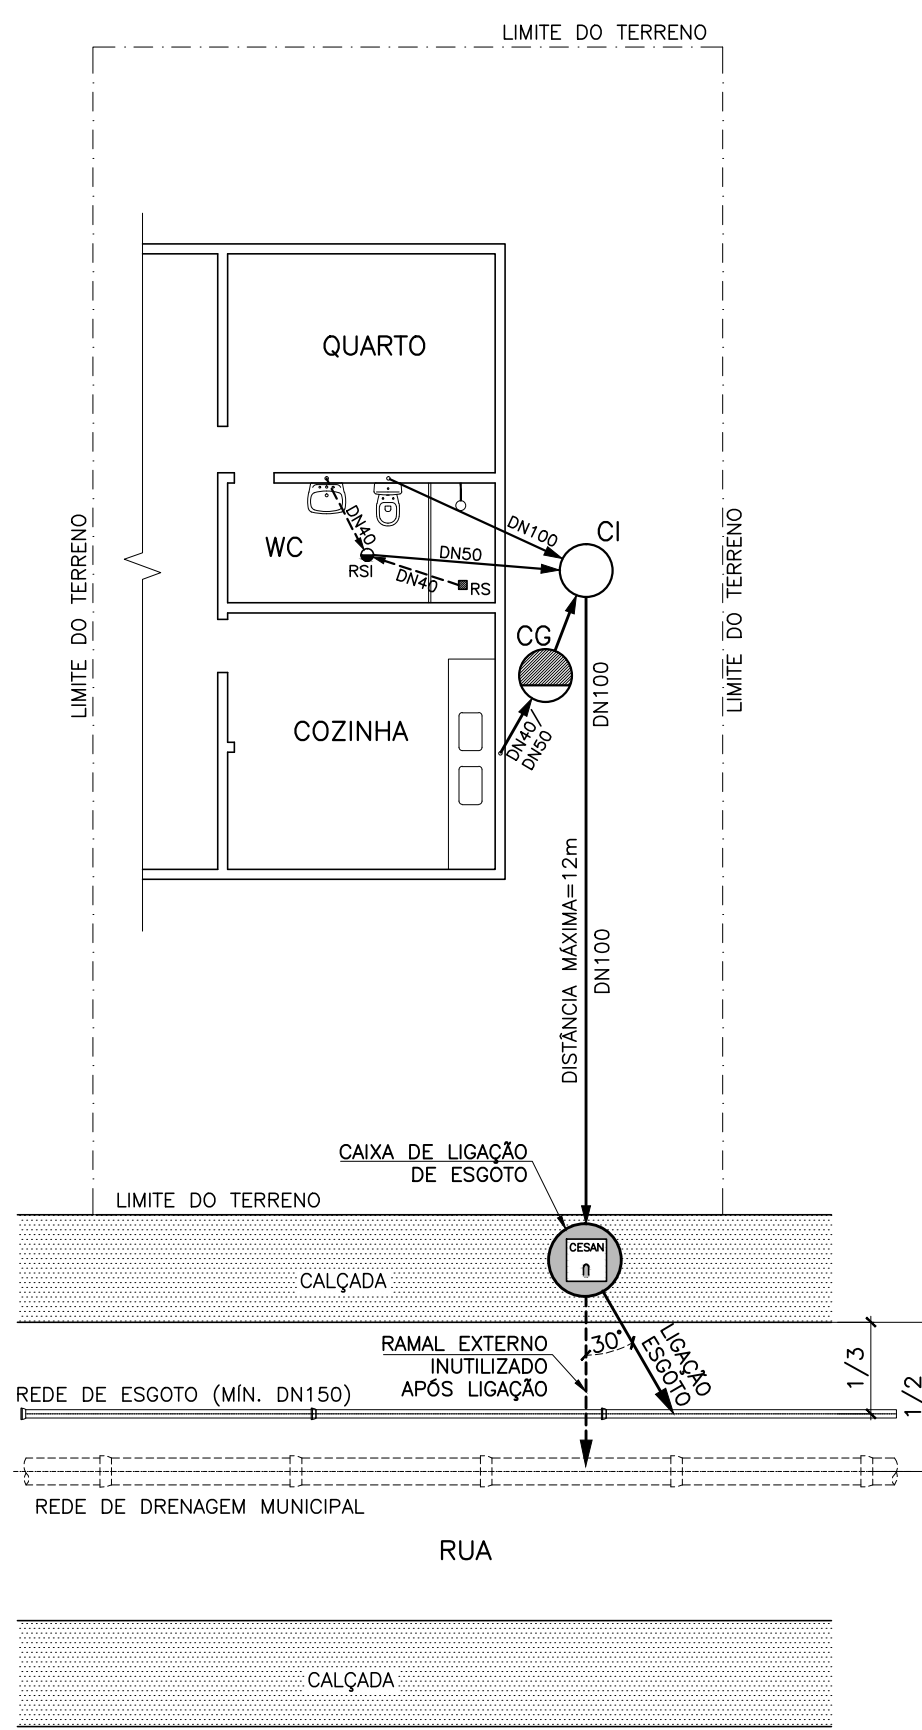 LIMITE DO TERRENO
QUARTO
LIMITE DO TERRENO
LIMITE DO TERRENO
WC
DN40
DN100
CI
DN50
RSI
DN40
RS
CG
DN100
COZINHA
DN40/
DN50
DISTÂNCIA MÁXIMA=12m
DN100
CAIXA DE LIGAÇÃO
DE ESGOTO
LIMITE DO TERRENO
CESAN
CALÇADA
RAMAL EXTERNO
INUTILIZADO
APÓS LIGAÇÃO
30°
LIGAÇÃO
ESGOTO
1/3
1/2
REDE DE ESGOTO (MÍN. DN150)
REDE DE DRENAGEM MUNICIPAL
RUA
CALÇADA